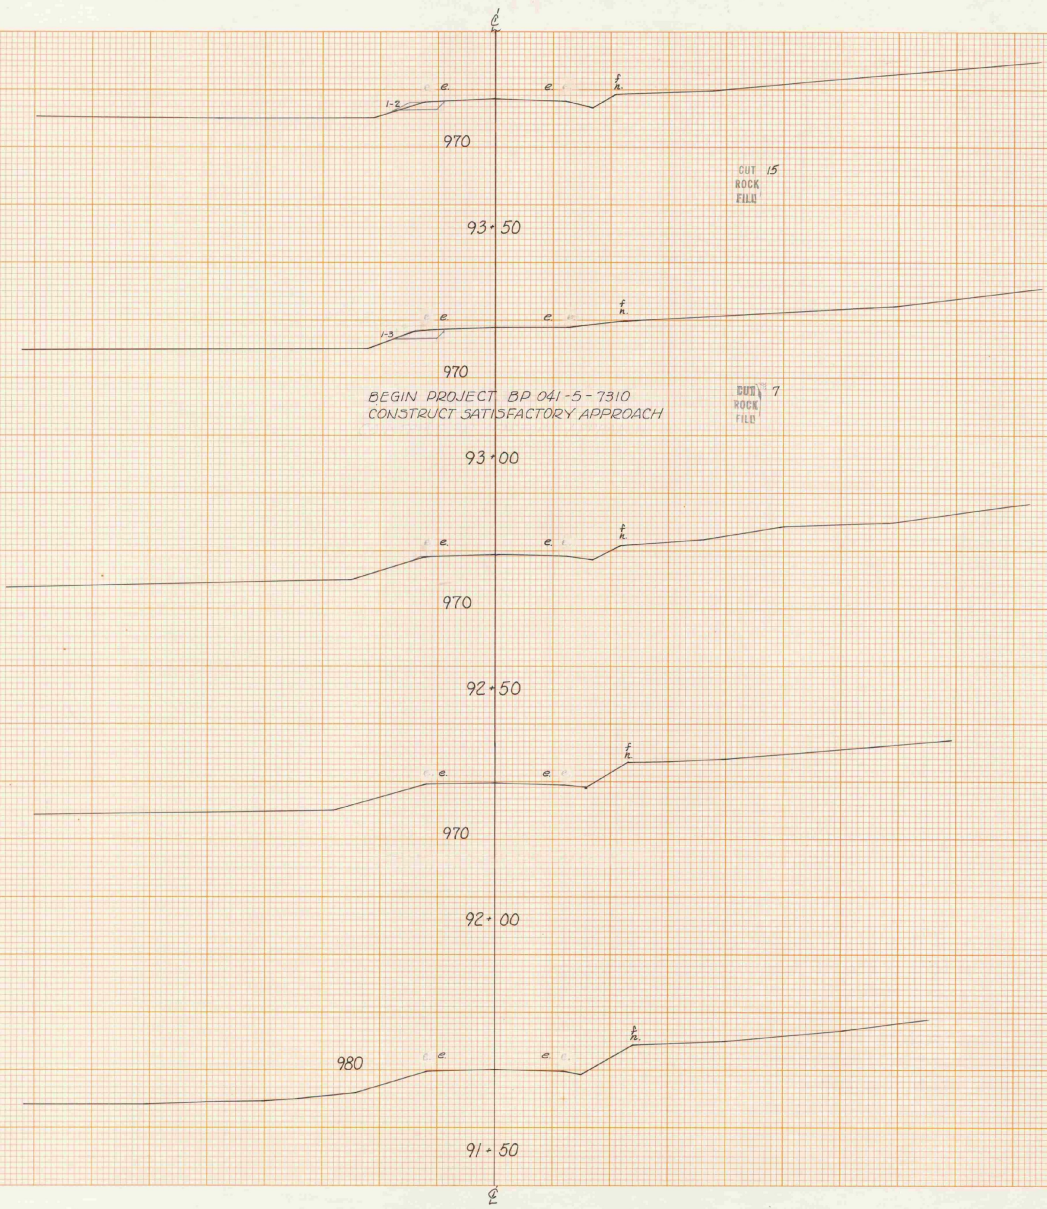 ℄
e. e. f
n.
1-2
970
CUT 15
ROCK
FILL
93+50
e e. f
n.
1-3
970
BEGIN PROJECT BP 041-5-7310
CONSTRUCT SATISFACTORY APPROACH
CUT 7
ROCK
FILL
93+00
e. e. f
n
970
92+50
e. e. f
n.
970
92+00
f
n.
e e
980
91+50
℄